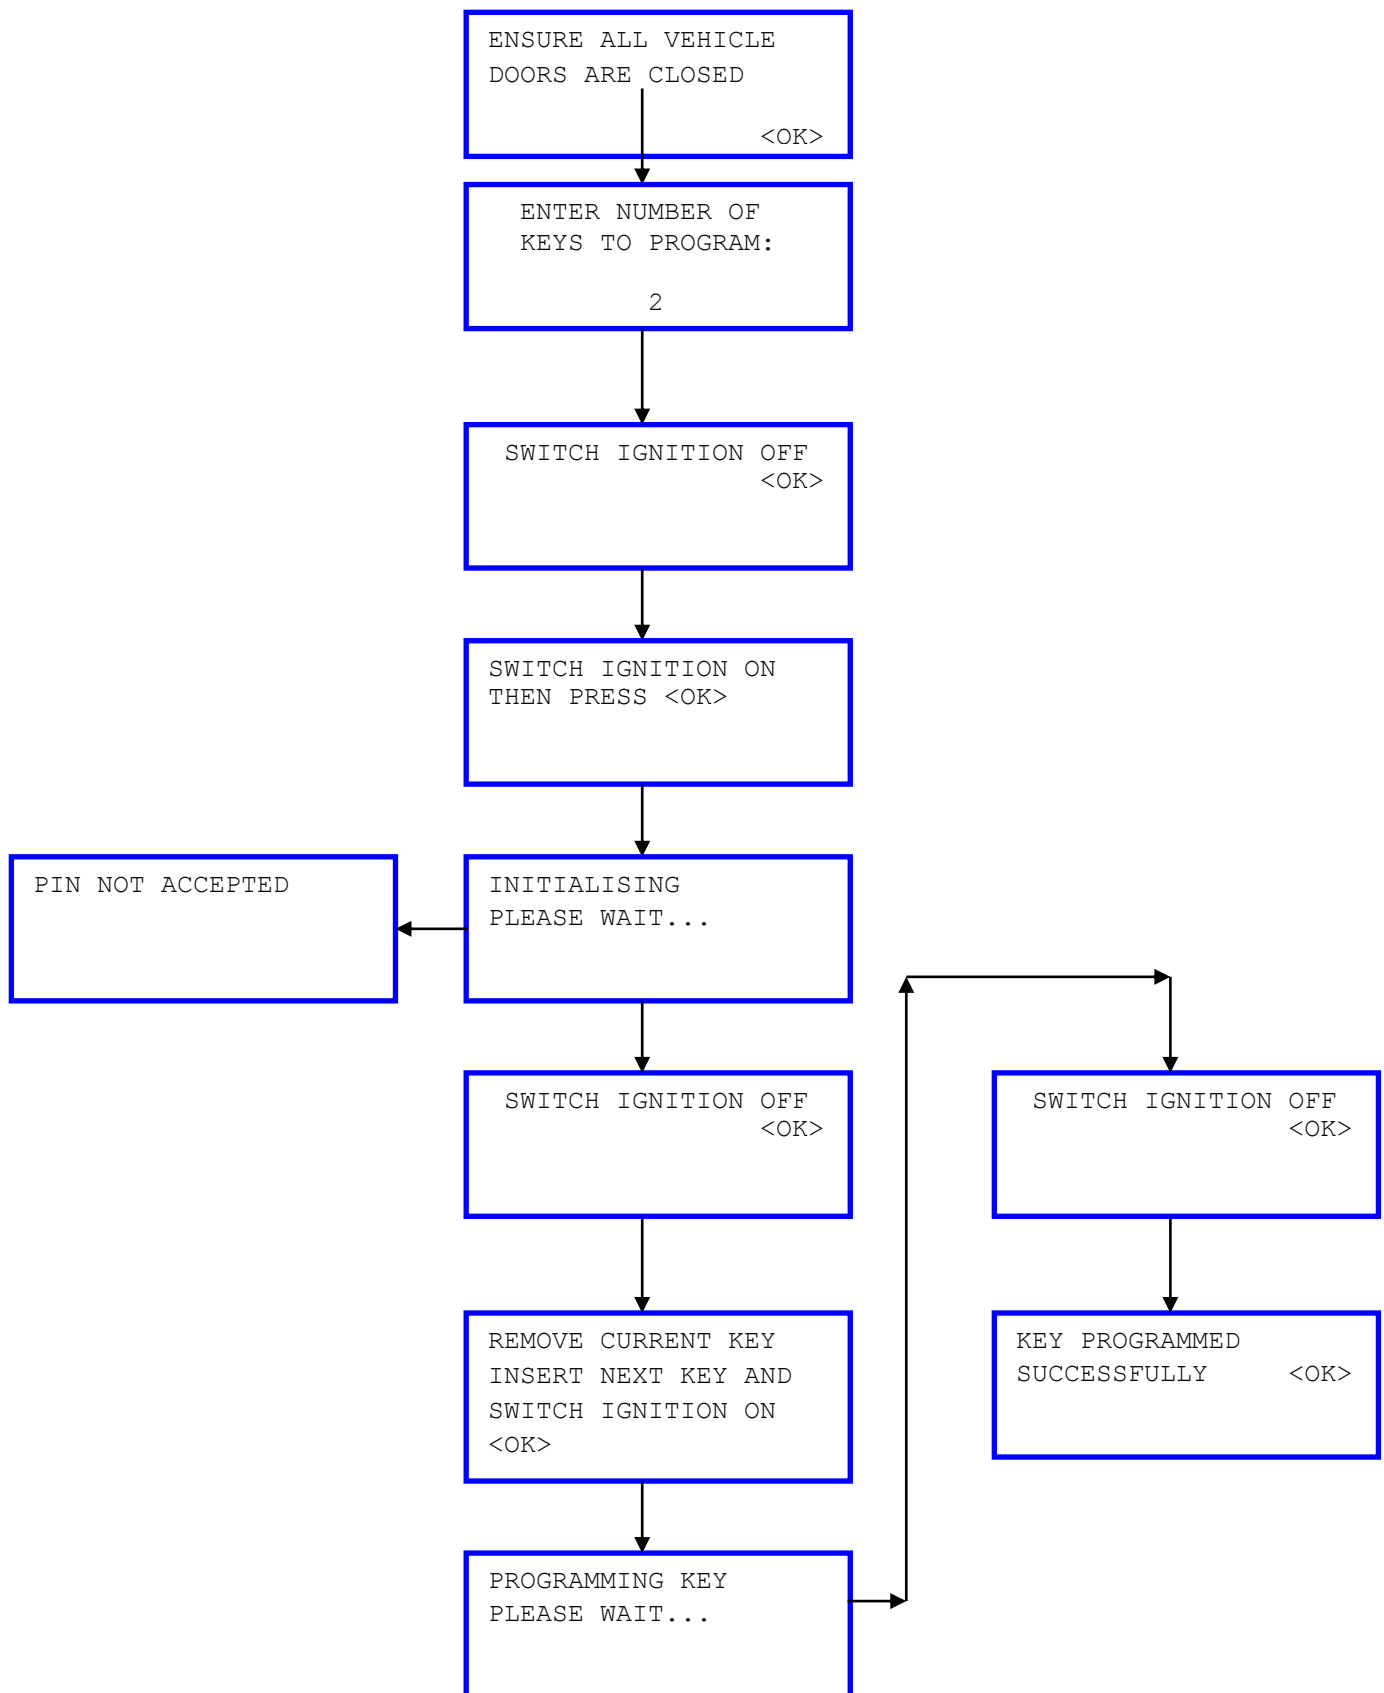 ENSURE ALL VEHICLE
DOORS ARE CLOSED
<OK>
ENTER NUMBER OF
KEYS TO PROGRAM:
2
SWITCH IGNITION OFF
<OK>
SWITCH IGNITION ON
THEN PRESS <OK>
PIN NOT ACCEPTED
INITIALISING
PLEASE WAIT...
SWITCH IGNITION OFF
<OK>
REMOVE CURRENT KEY
INSERT NEXT KEY AND
SWITCH IGNITION ON
<OK>
PROGRAMMING KEY
PLEASE WAIT...
SWITCH IGNITION OFF
<OK>
KEY PROGRAMMED
SUCCESSFULLY <OK>